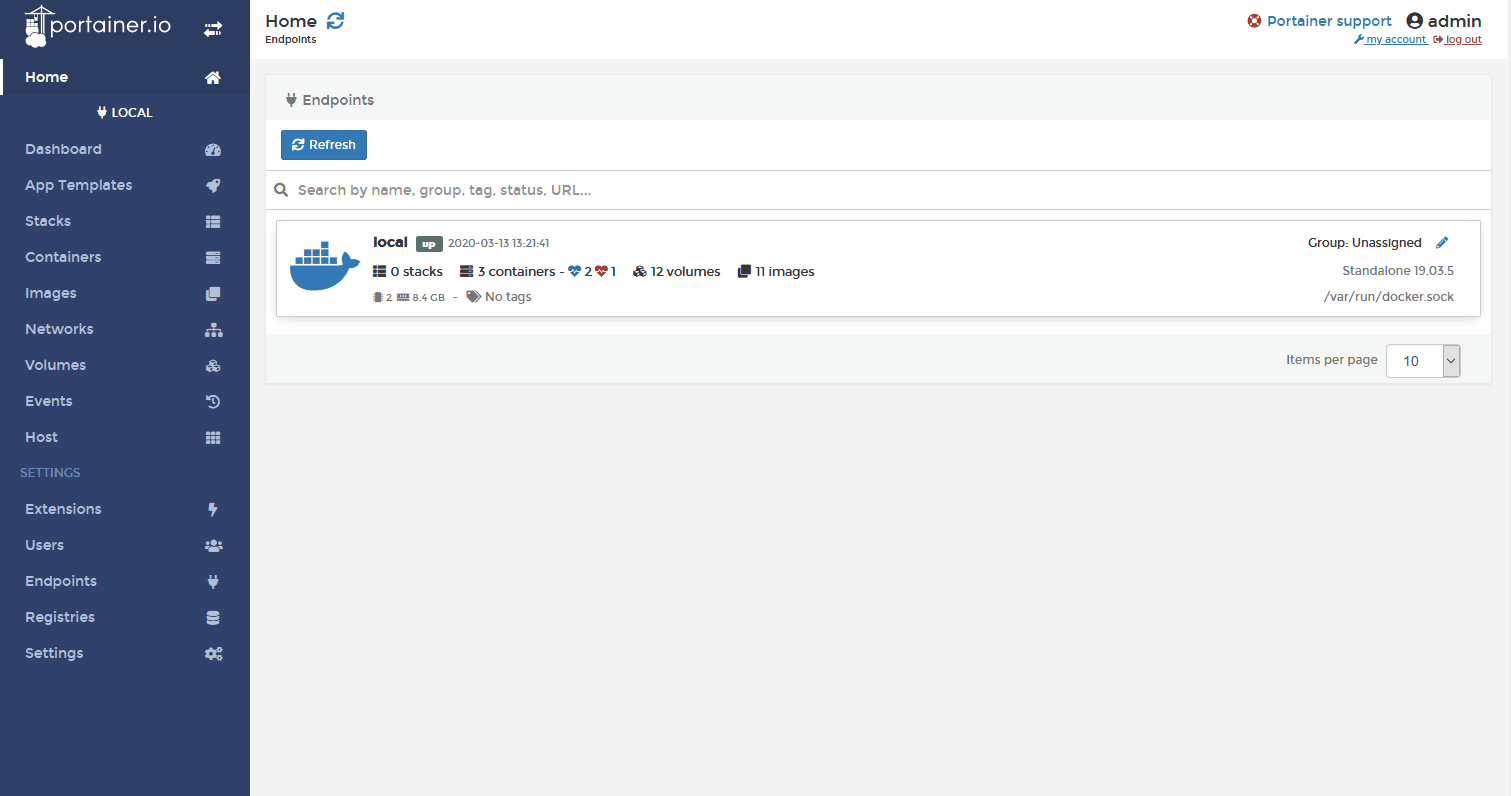 portainer.io
Home
LOCAL
Dashboard
App Templates
Stacks
Containers
Images
Networks
Volumes
Events
Host
SETTINGS
Extensions
Users
Endpoints
Registries
Settings
Home
Endpoints
Portainer support admin
my account log out
Endpoints
Refresh
Search by name, group, tag, status, URL...
local up 2020-03-13 13:21:41 Group: Unassigned
0 stacks 3 containers - 2 1 12 volumes 11 images Standalone 19.03.5
2 8.4 GB - No tags /var/run/docker.sock
Items per page 10